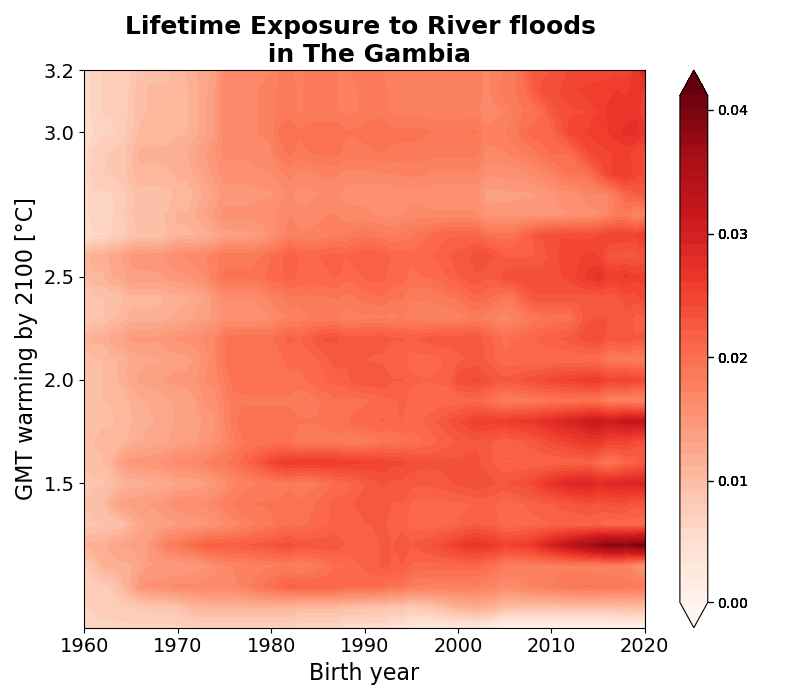 Lifetime Exposure to River floods
in The Gambia
GMT warming by 2100 [°C]
3.2
3.0
2.5
2.0
1.5
1960 1970 1980 1990 2000 2010 2020
Birth year
0.04
0.03
0.02
0.01
0.00